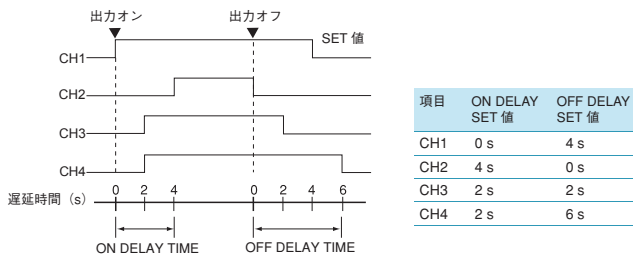 出力オン 出力オフ
SET 値
CH1
CH2
CH3
CH4
0 2 4 0 2 4 6
遅延時間（s）
ON DELAY TIME OFF DELAY TIME
項目 ON DELAY SET 値 OFF DELAY SET 値
CH1 0 s 4 s
CH2 4 s 0 s
CH3 2 s 2 s
CH4 2 s 6 s